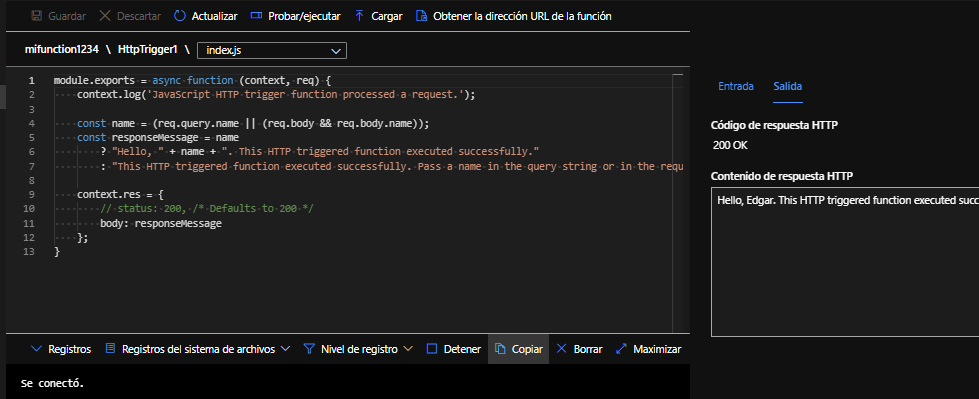 Guardar Descartar Actualizar Probar/ejecutar Cargar Obtener la dirección URL de la función
mifunction1234 \ HttpTrigger1 \ index.js
1 module.exports = async function (context, req) {
2 context.log('JavaScript HTTP trigger function processed a request.');
3
4 const name = (req.query.name || (req.body && req.body.name));
5 const responseMessage = name
6 ? "Hello, " + name + ". This HTTP triggered function executed successfully."
7 : "This HTTP triggered function executed successfully. Pass a name in the query string or in the requ
8
9 context.res = {
10 // status: 200, /* Defaults to 200 */
11 body: responseMessage
12 };
13 }
Entrada Salida
Código de respuesta HTTP
200 OK
Contenido de respuesta HTTP
Hello, Edgar. This HTTP triggered function executed succ
Registros Registros del sistema de archivos Nivel de registro Detener Copiar Borrar Maximizar
Se conectó.